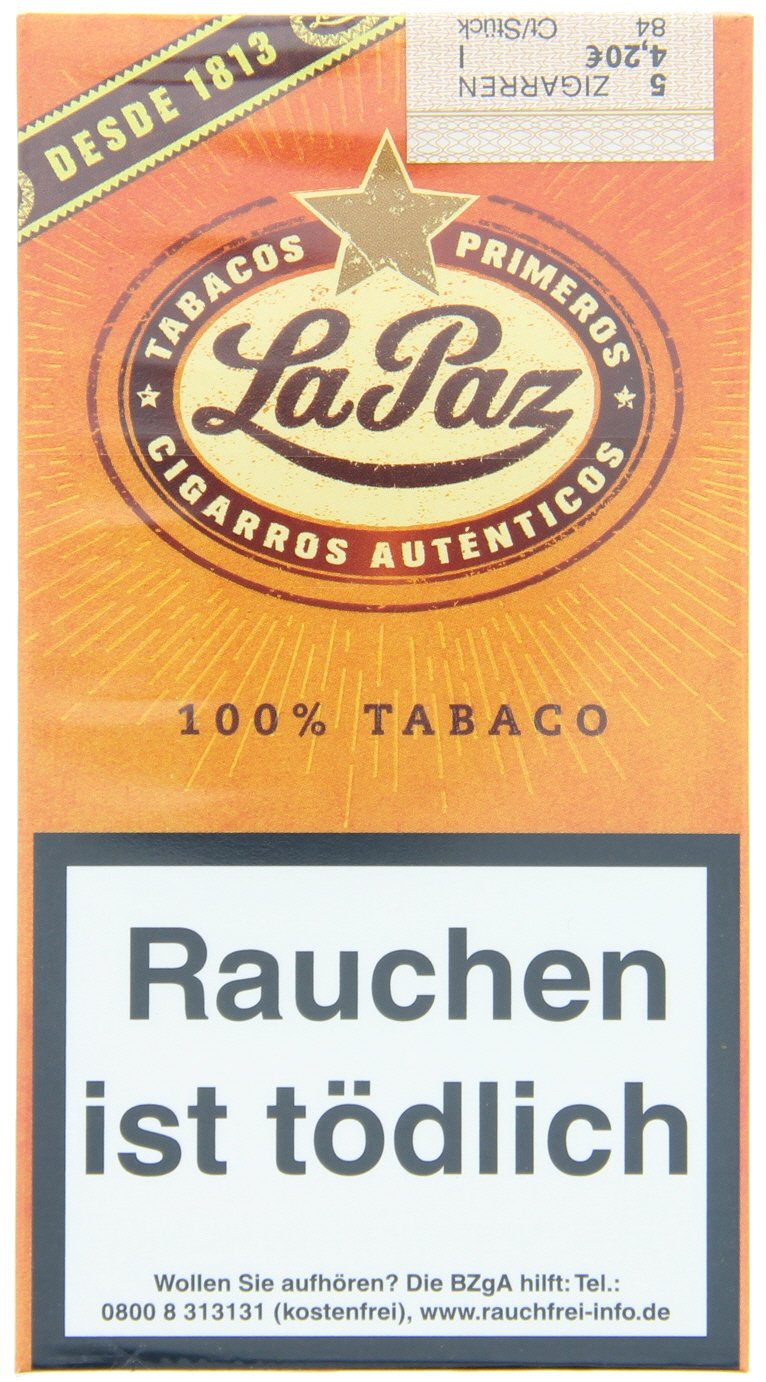 DESDE 1813
5 ZIGARREN
4,20€ I
84 Ct/Stück
TABACOS PRIMEROS
La Paz
CIGARROS AUTÉNTICOS
100% TABACO
Rauchen
ist tödlich
Wollen Sie aufhören? Die BZgA hilft: Tel.:
0800 8 313131 (kostenfrei), www.rauchfrei-info.de